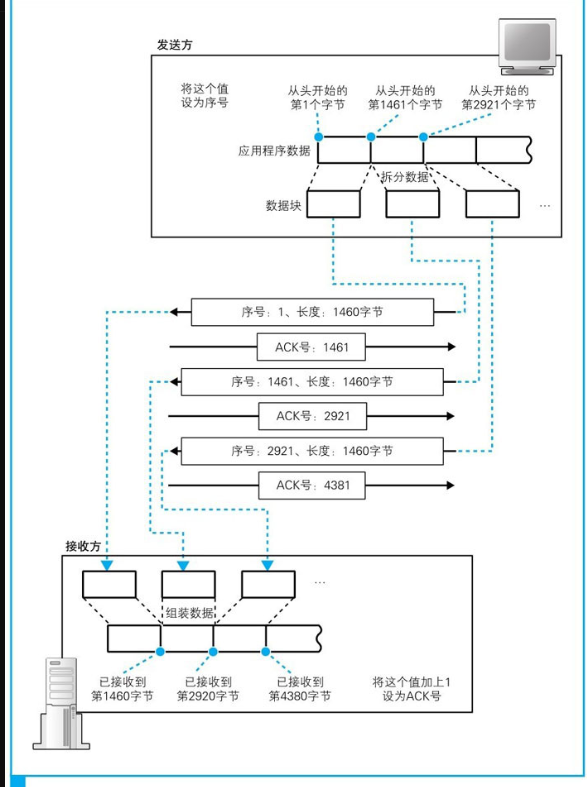 发送方
将这个值
设为序号
从头开始的
第1个字节
从头开始的
第1461个字节
从头开始的
第2921个字节
应用程序数据
拆分数据
数据块
…
序号：1、长度：1460字节
ACK号：1461
序号：1461、长度：1460字节
ACK号：2921
序号：2921、长度：1460字节
ACK号：4381
接收方
…
组装数据
已接收到
第1460字节
已接收到
第2920字节
已接收到
第4380字节
将这个值加上1
设为ACK号